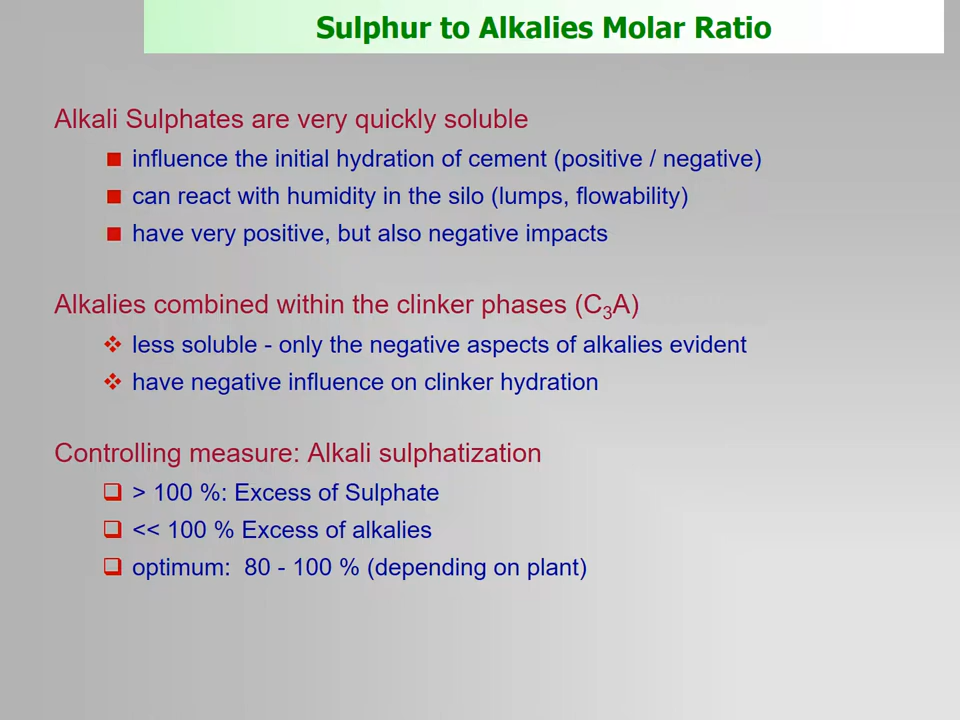 Sulphur to Alkalies Molar Ratio
Alkali Sulphates are very quickly soluble
influence the initial hydration of cement (positive / negative)
can react with humidity in the silo (lumps, flowability)
have very positive, but also negative impacts
Alkalies combined within the clinker phases (C₃A)
less soluble - only the negative aspects of alkalies evident
have negative influence on clinker hydration
Controlling measure: Alkali sulphatization
> 100 %: Excess of Sulphate
<< 100 % Excess of alkalies
optimum: 80 - 100 % (depending on plant)